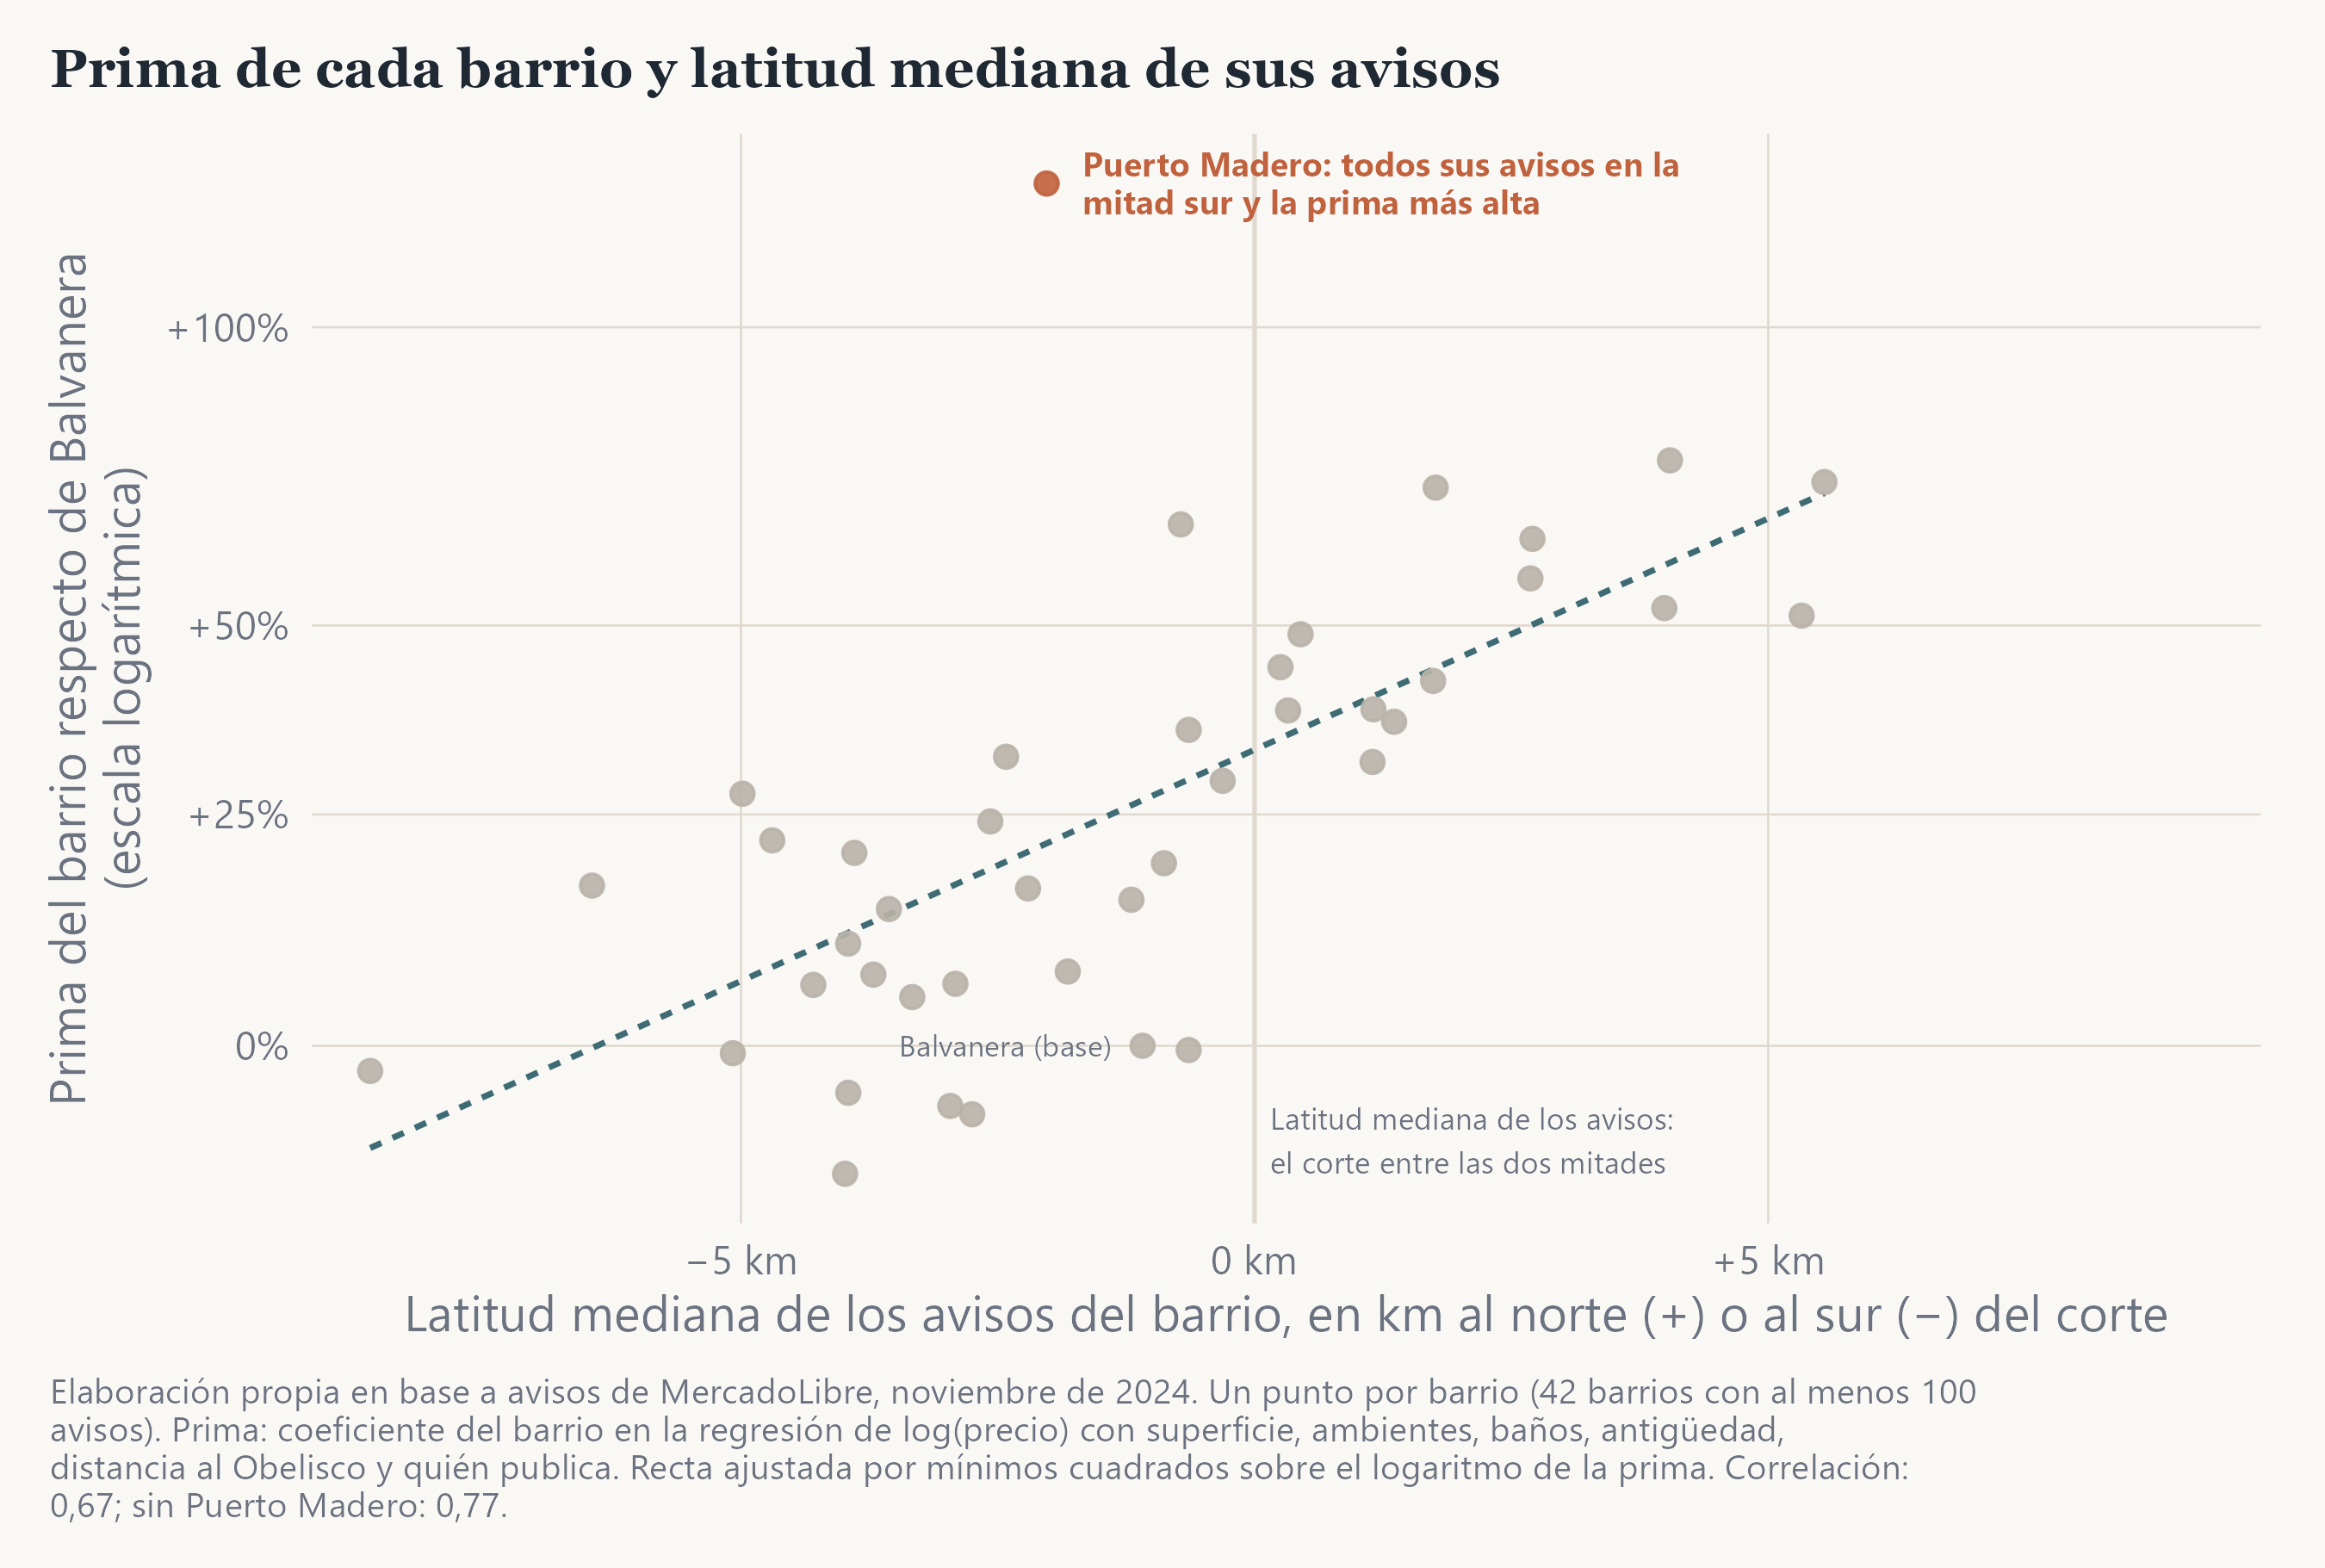 Prima de cada barrio y latitud mediana de sus avisos
Puerto Madero: todos sus avisos en la
mitad sur y la prima más alta
Prima del barrio respecto de Balvanera
(escala logarítmica)
+100%
+50%
+25%
0%
Balvanera (base)
Latitud mediana de los avisos:
el corte entre las dos mitades
−5 km
0 km
+5 km
Latitud mediana de los avisos del barrio, en km al norte (+) o al sur (−) del corte
Elaboración propia en base a avisos de MercadoLibre, noviembre de 2024. Un punto por barrio (42 barrios con al menos 100
avisos). Prima: coeficiente del barrio en la regresión de log(precio) con superficie, ambientes, baños, antigüedad,
distancia al Obelisco y quién publica. Recta ajustada por mínimos cuadrados sobre el logaritmo de la prima. Correlación:
0,67; sin Puerto Madero: 0,77.